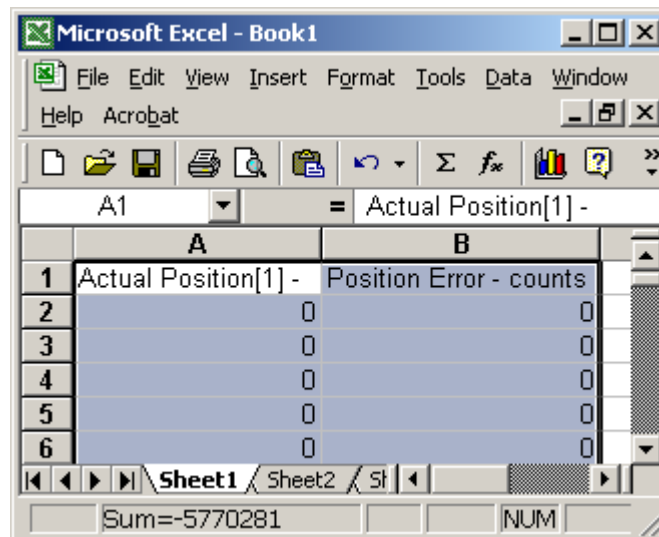 Microsoft Excel - Book1
File Edit View Insert Format Tools Data Window
Help Acrobat
Σ fx ? »
A1 = Actual Position[1] -
A B
1 Actual Position[1] - Position Error - counts
2 0 0
3 0 0
4 0 0
5 0 0
6 0 0
Sheet1 Sheet2 Sh
Sum=-5770281 NUM